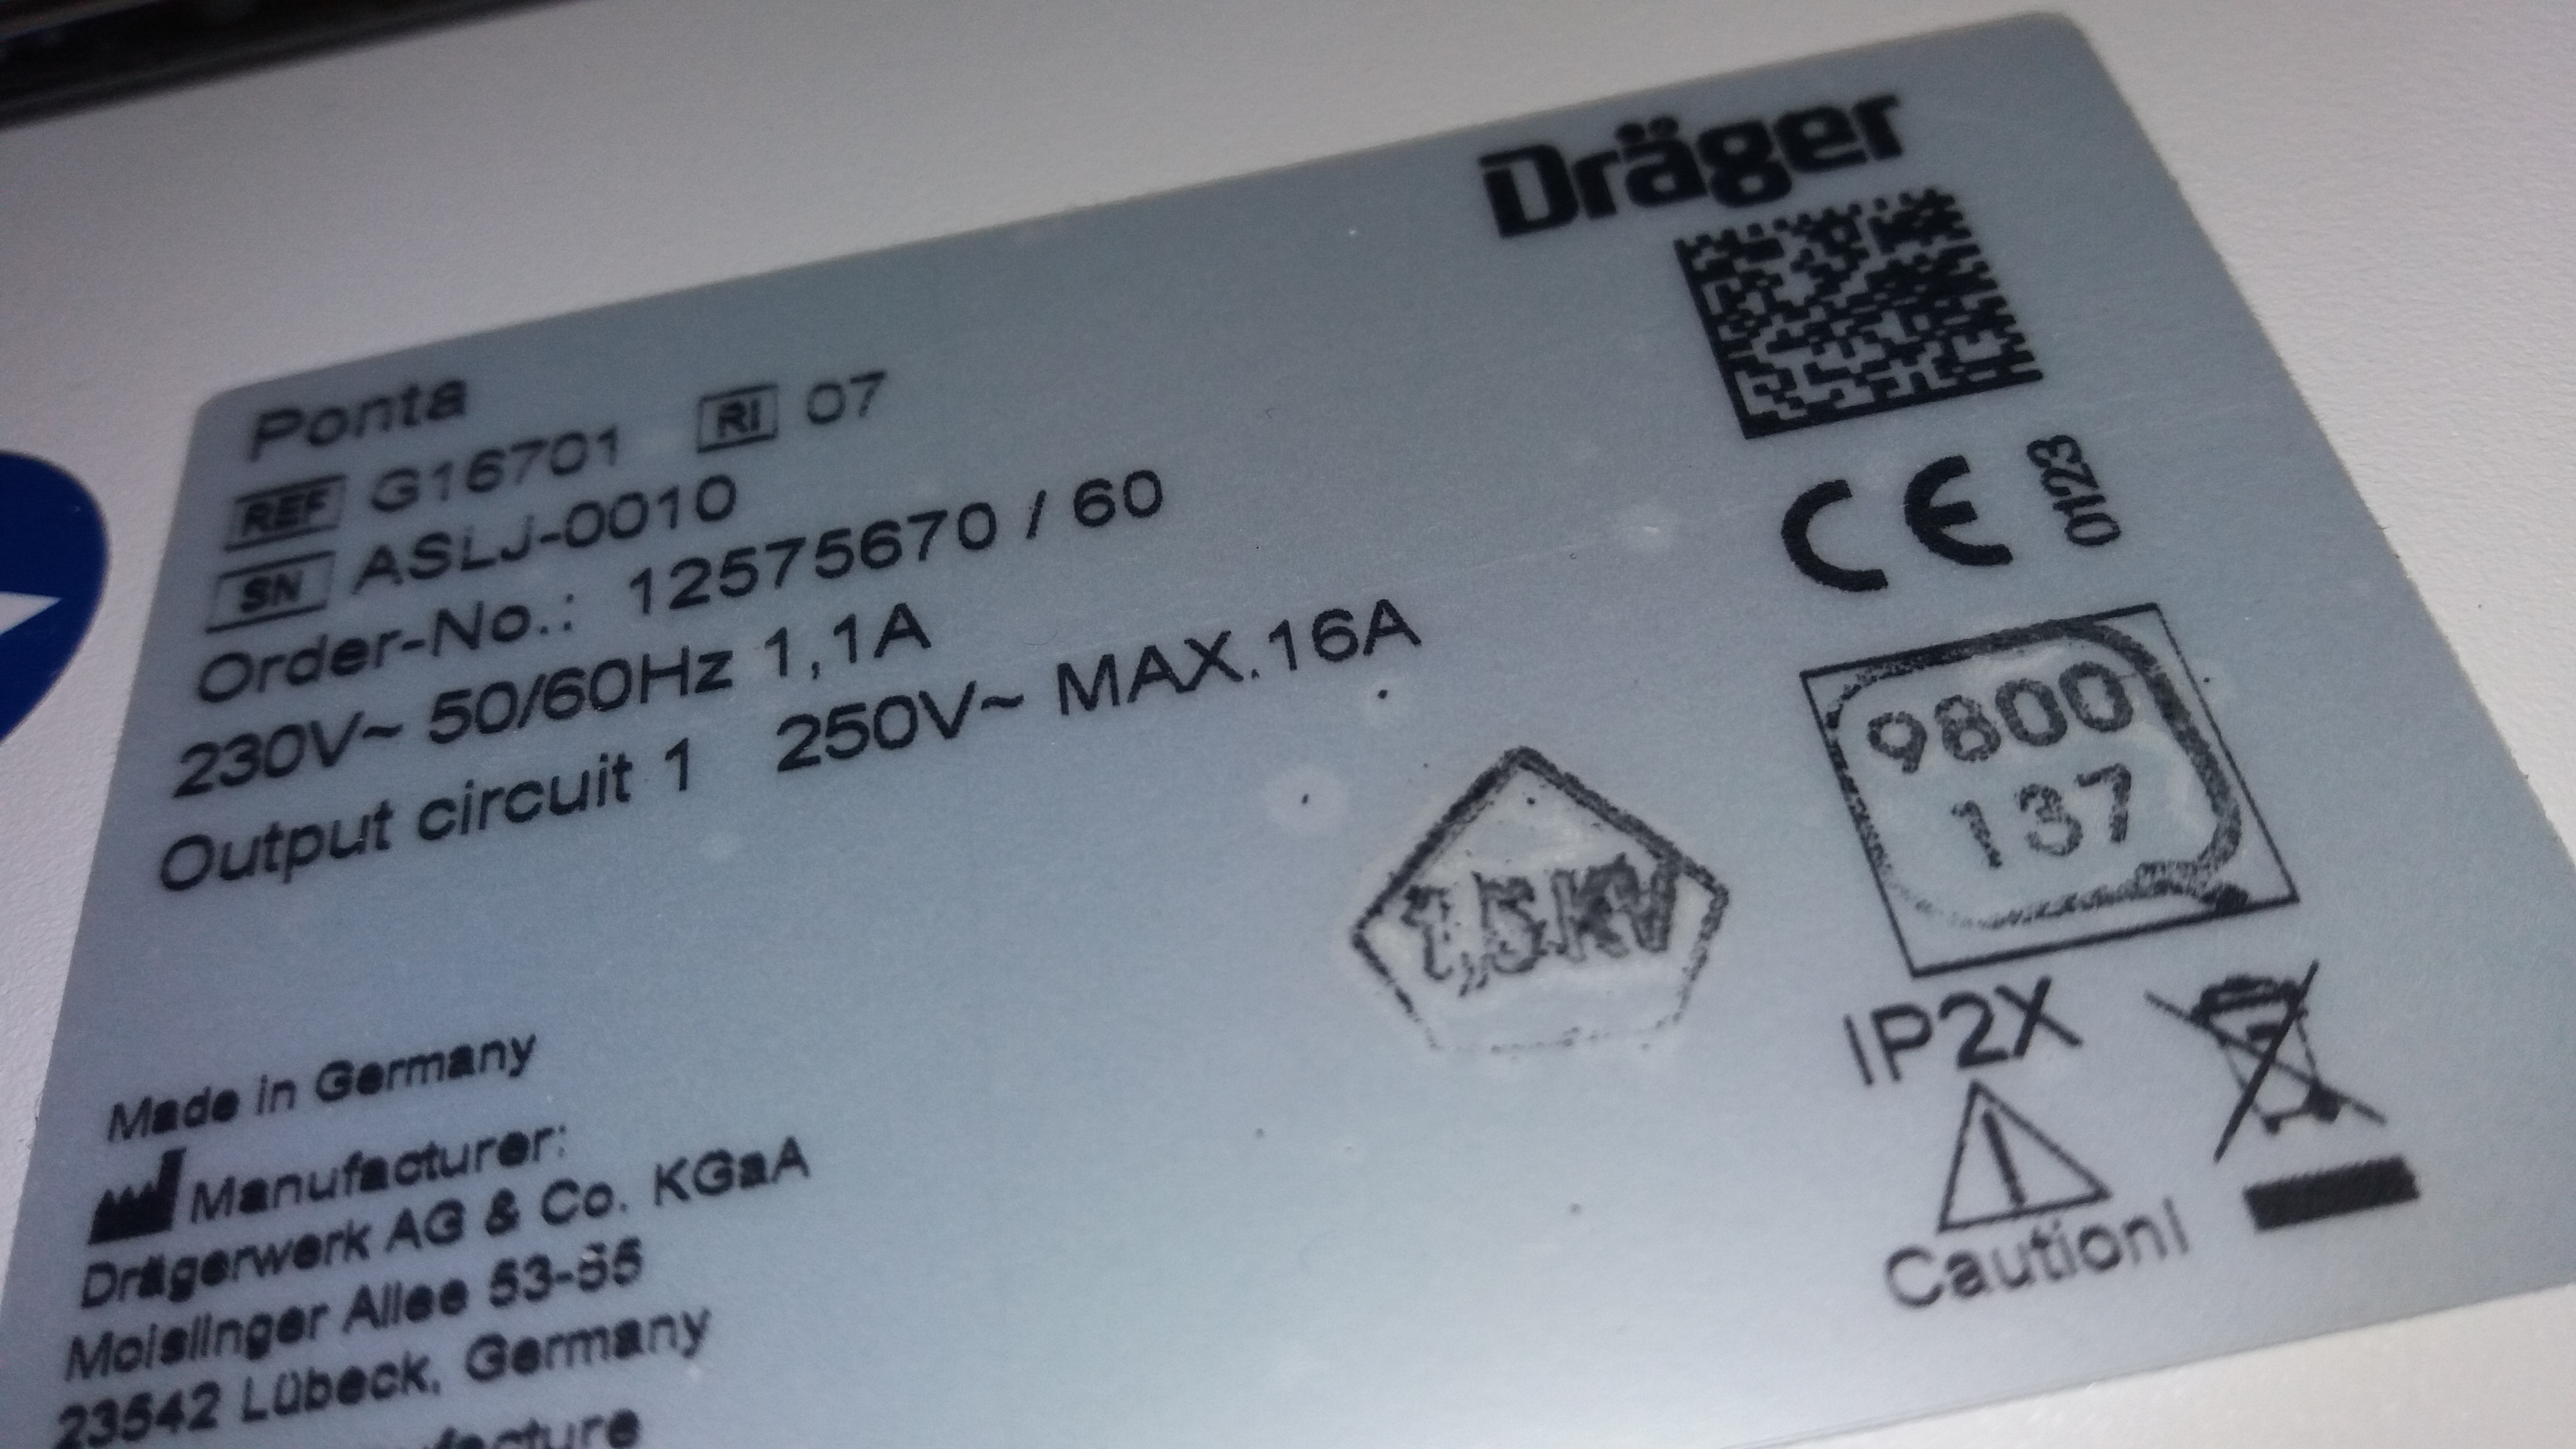 Dräger
Ponta
REF G16701 RI 07
SN ASLJ-0010
Order-No.: 12575670 / 60
230V~ 50/60Hz 1,1A
Output circuit 1 250V~ MAX.16A
CE 0123
9800
137
1,5KV
IP2X
Caution!
Made in Germany
Manufacturer:
Drägerwerk AG & Co. KGaA
Moislinger Allee 53-55
23542 Lübeck, Germany